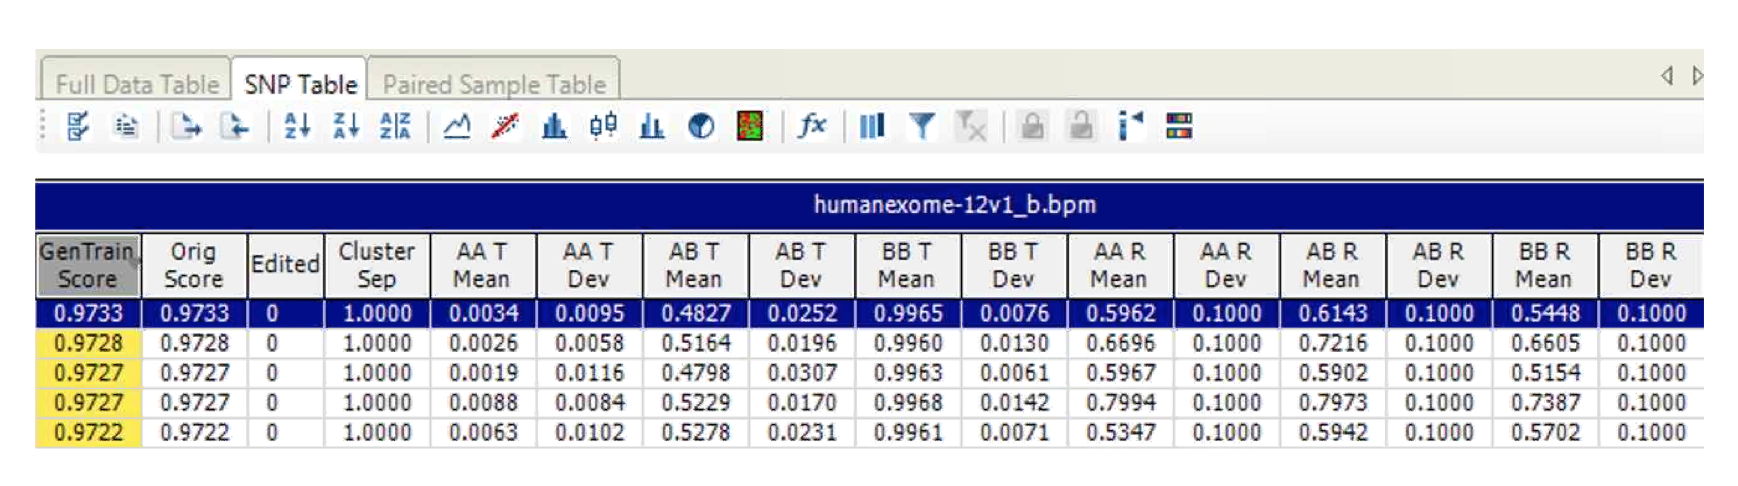 Full Data Table SNP Table Paired Sample Table
A Z Z A A Z Z A fx
humanexome-12v1_b.bpm
GenTrain Score Orig Score Edited Cluster Sep AA T Mean AA T Dev AB T Mean AB T Dev BB T Mean BB T Dev AA R Mean AA R Dev AB R Mean AB R Dev BB R Mean BB R Dev
0.9733 0.9733 0 1.0000 0.0034 0.0095 0.4827 0.0252 0.9965 0.0076 0.5962 0.1000 0.6143 0.1000 0.5448 0.1000
0.9728 0.9728 0 1.0000 0.0026 0.0058 0.5164 0.0196 0.9960 0.0130 0.6696 0.1000 0.7216 0.1000 0.6605 0.1000
0.9727 0.9727 0 1.0000 0.0019 0.0116 0.4798 0.0307 0.9963 0.0061 0.5967 0.1000 0.5902 0.1000 0.5154 0.1000
0.9727 0.9727 0 1.0000 0.0088 0.0084 0.5229 0.0170 0.9968 0.0142 0.7994 0.1000 0.7973 0.1000 0.7387 0.1000
0.9722 0.9722 0 1.0000 0.0063 0.0102 0.5278 0.0231 0.9961 0.0071 0.5347 0.1000 0.5942 0.1000 0.5702 0.1000